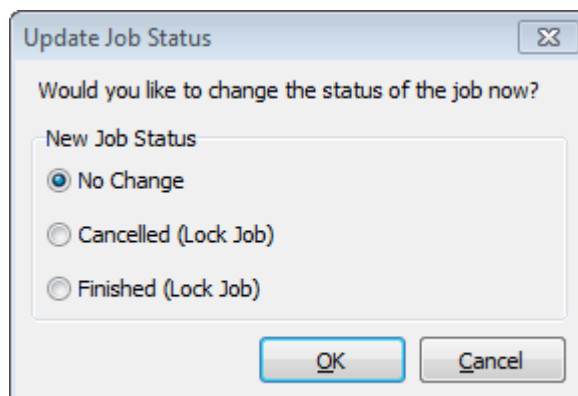 Update Job Status
Would you like to change the status of the job now?
New Job Status
No Change
Cancelled (Lock Job)
Finished (Lock Job)
OK
Cancel